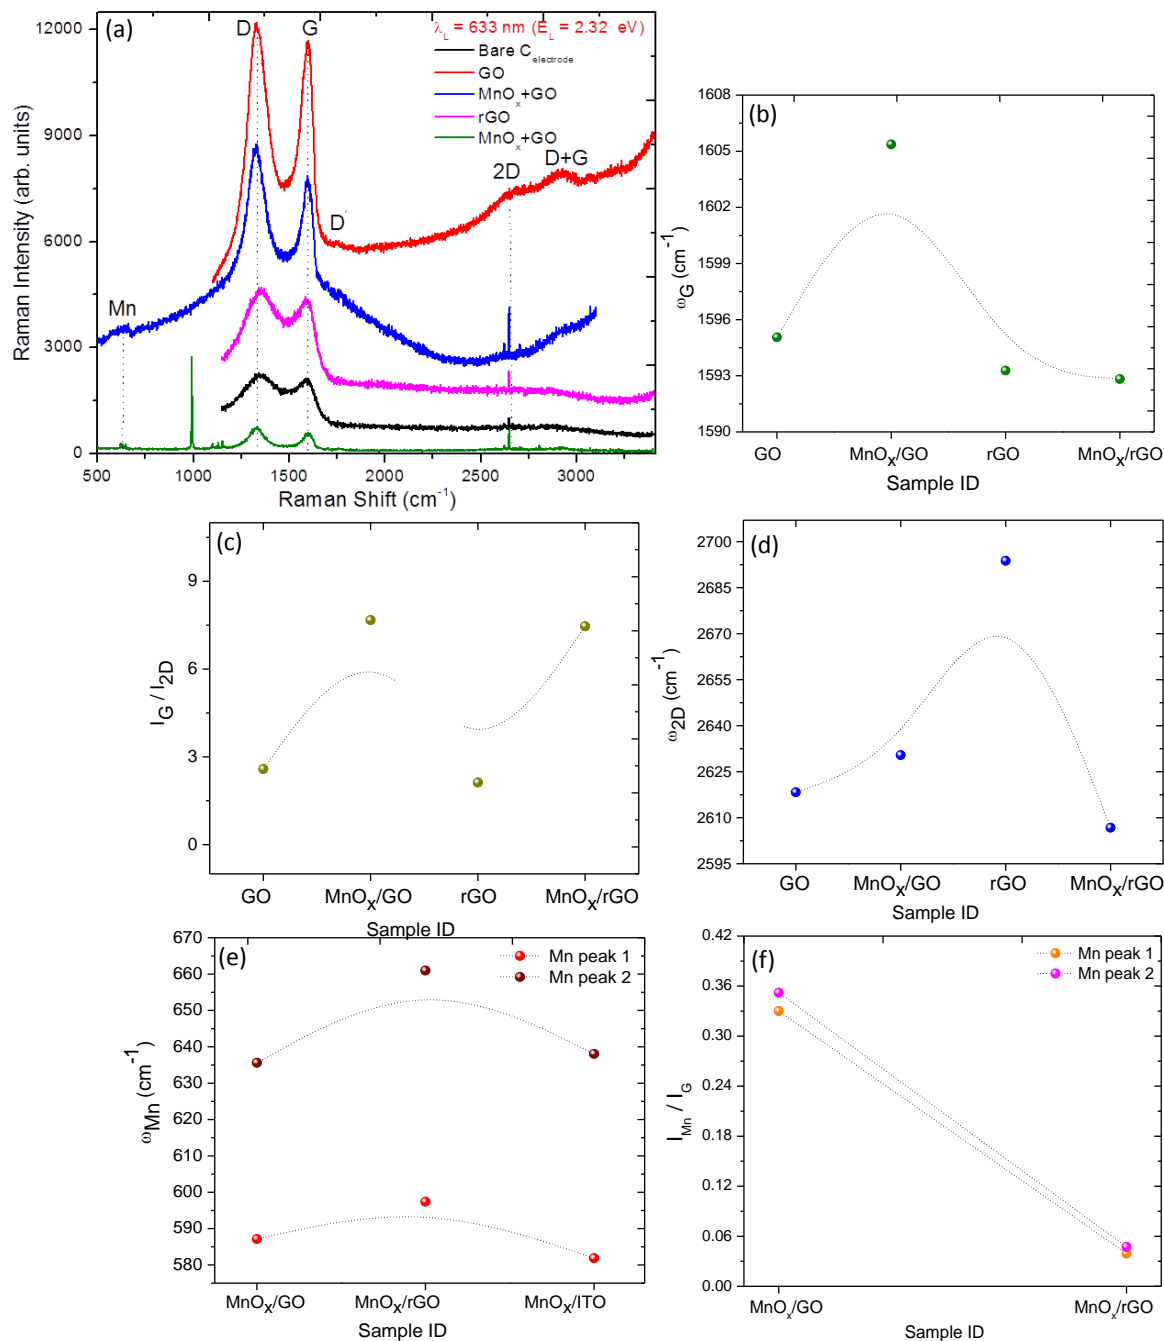 (a)
D
G
λL = 633 nm (EL = 2.32 eV)
Bare Celectrode
GO
MnOx+GO
rGO
MnOx+GO
D'
2D
D+G
Mn
12000
9000
6000
3000
0
Raman Intensity (arb. units)
500 1000 1500 2000 2500 3000
Raman Shift (cm-1)
(b)
1608
1605
1602
1599
1596
1593
1590
ωG (cm-1)
GO MnOx/GO rGO MnOx/rGO
Sample ID
(c)
9
6
3
0
IG / I2D
GO MnOx/GO rGO MnOx/rGO
Sample ID
(d)
2700
2685
2670
2655
2640
2625
2610
2595
ω2D (cm-1)
GO MnOx/GO rGO MnOx/rGO
Sample ID
(e)
Mn peak 1
Mn peak 2
670
660
650
640
630
620
610
600
590
580
ωMn (cm-1)
MnOx/GO MnOx/rGO MnOx/ITO
Sample ID
(f)
Mn peak 1
Mn peak 2
0.42
0.36
0.30
0.24
0.18
0.12
0.06
0.00
IMn / IG
MnOx/GO MnOx/rGO
Sample ID